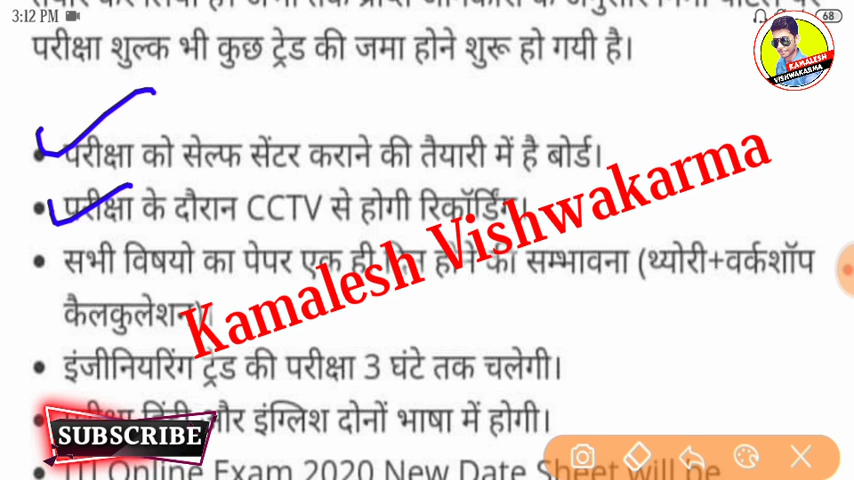 3:12 PM
68
परीक्षा शुल्क भी कुछ ट्रेड की जमा होने शुरू हो गयी है।
KAMALESH
VISHWAKARMA
• परीक्षा को सेल्फ सेंटर कराने की तैयारी में है बोर्ड।
• परीक्षा के दौरान CCTV से होगी रिकॉर्डिंग।
• सभी विषयो का पेपर एक ही दिन होने की सम्भावना (थ्योरी+वर्कशॉप
कैलकुलेशन)।
Kamalesh Vishwakarma
• इंजीनियरिंग ट्रेड की परीक्षा 3 घंटे तक चलेगी।
• परीक्षा हिंदी और इंग्लिश दोनों भाषा में होगी।
SUBSCRIBE
• ITI Online Exam 2020 New Date Sheet will be